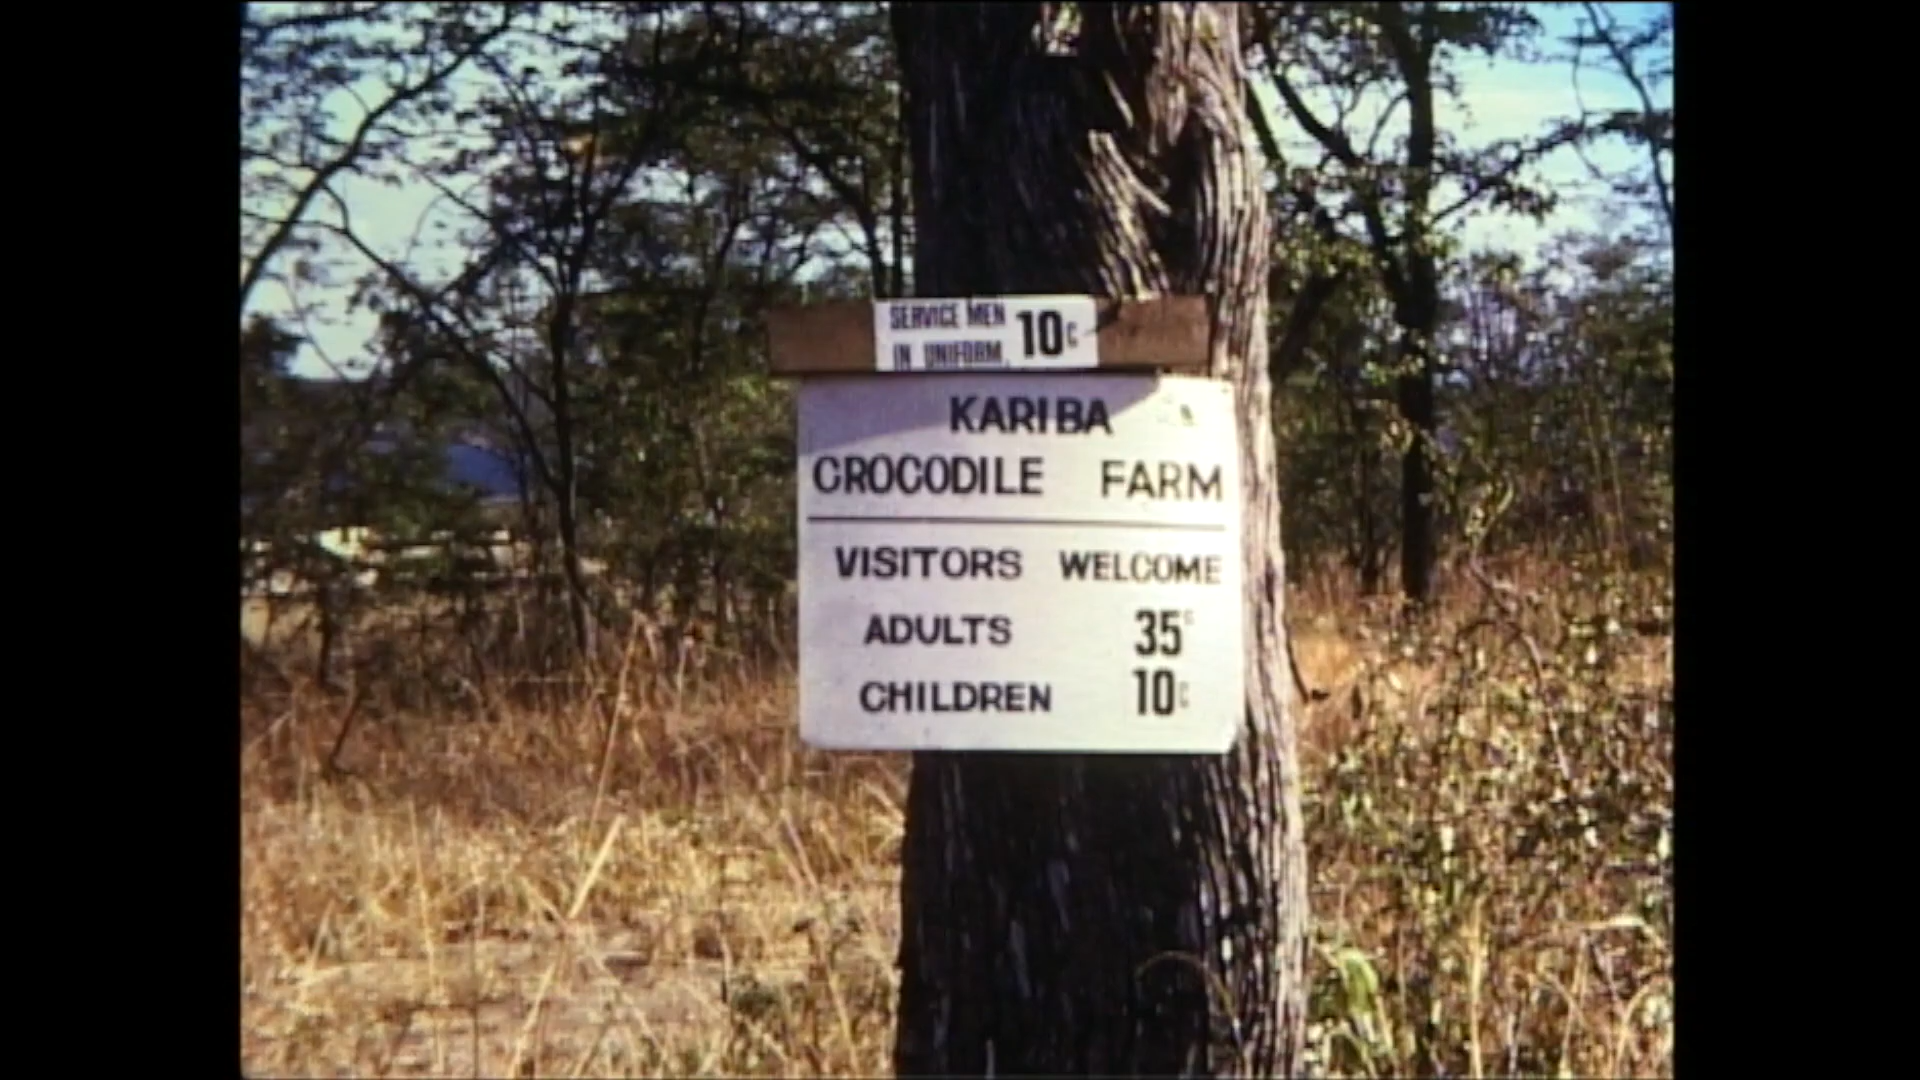 SERVICE MEN 10c
IN UNIFORM.
KARIBA
CROCODILE FARM
VISITORS WELCOME
ADULTS 35c
CHILDREN 10c